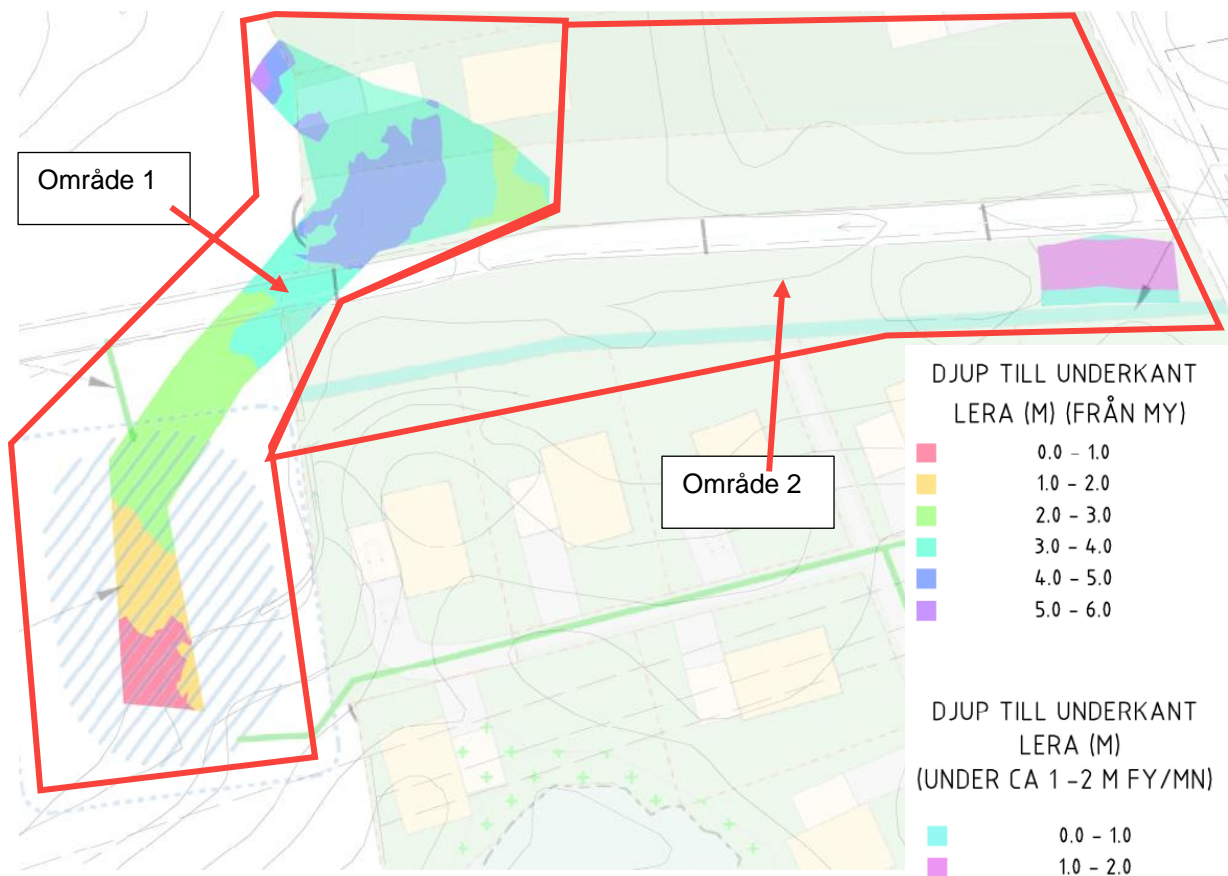 Område 1
Område 2
DJUP TILL UNDERKANT
LERA (M) (FRÅN MY)
0.0 - 1.0
1.0 - 2.0
2.0 - 3.0
3.0 - 4.0
4.0 - 5.0
5.0 - 6.0
DJUP TILL UNDERKANT
LERA (M)
(UNDER CA 1 -2 M FY/MN)
0.0 - 1.0
1.0 - 2.0